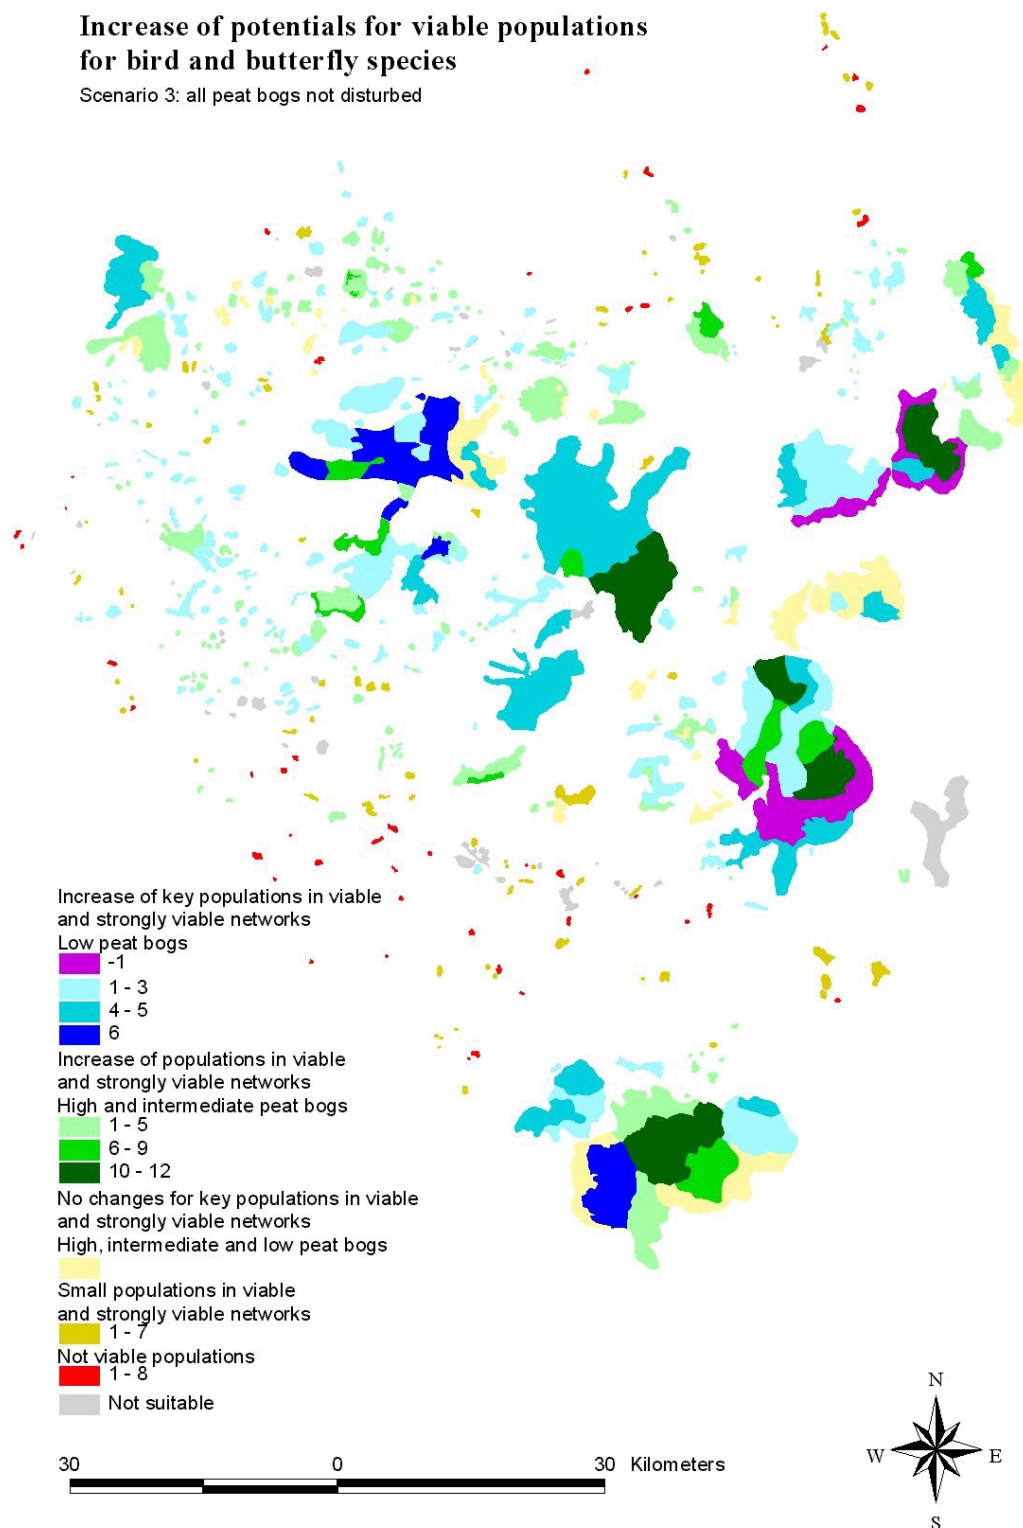 Increase of potentials for viable populations
for bird and butterfly species
Scenario 3: all peat bogs not disturbed
Increase of key populations in viable
and strongly viable networks
Low peat bogs
-1
1 - 3
4 - 5
6
Increase of populations in viable
and strongly viable networks
High and intermediate peat bogs
1 - 5
6 - 9
10 - 12
No changes for key populations in viable
and strongly viable networks
High, intermediate and low peat bogs
Small populations in viable
and strongly viable networks
1 - 7
Not viable populations
1 - 8
Not suitable
30 0 30 Kilometers
N
W E
S